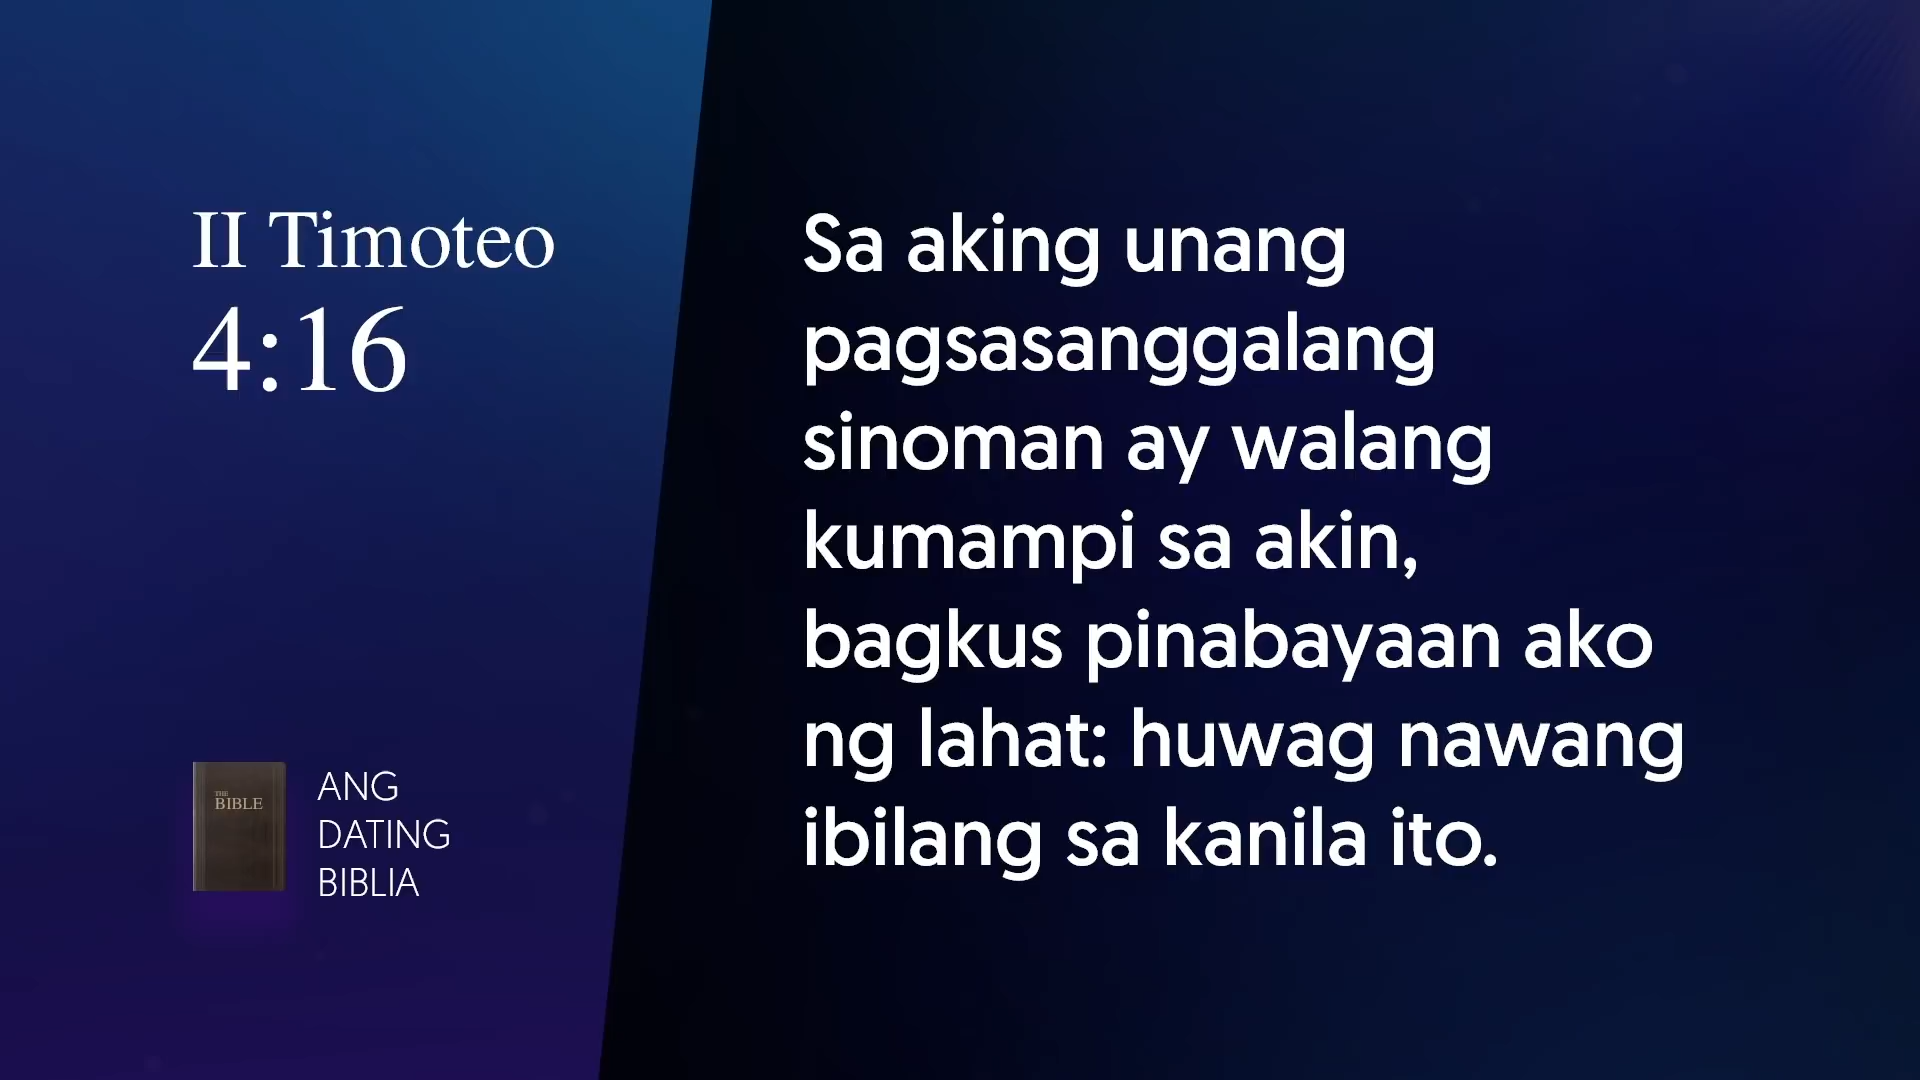 II Timoteo
4:16
Sa aking unang
pagsasanggalang
sinoman ay walang
kumampi sa akin,
bagkus pinabayaan ako
ng lahat: huwag nawang
ibilang sa kanila ito.
THE
BIBLE
ANG
DATING
BIBLIA